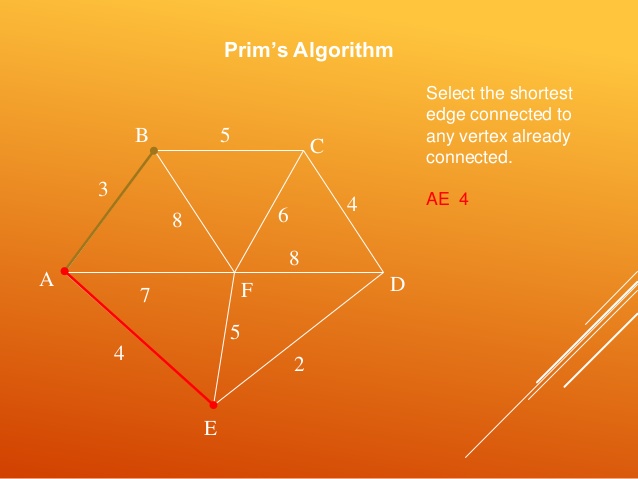 Prim's Algorithm
Select the shortest
edge connected to
any vertex already
connected.
AE 4
B
5
C
3
8
6
4
8
A
7
F
D
5
4
2
E